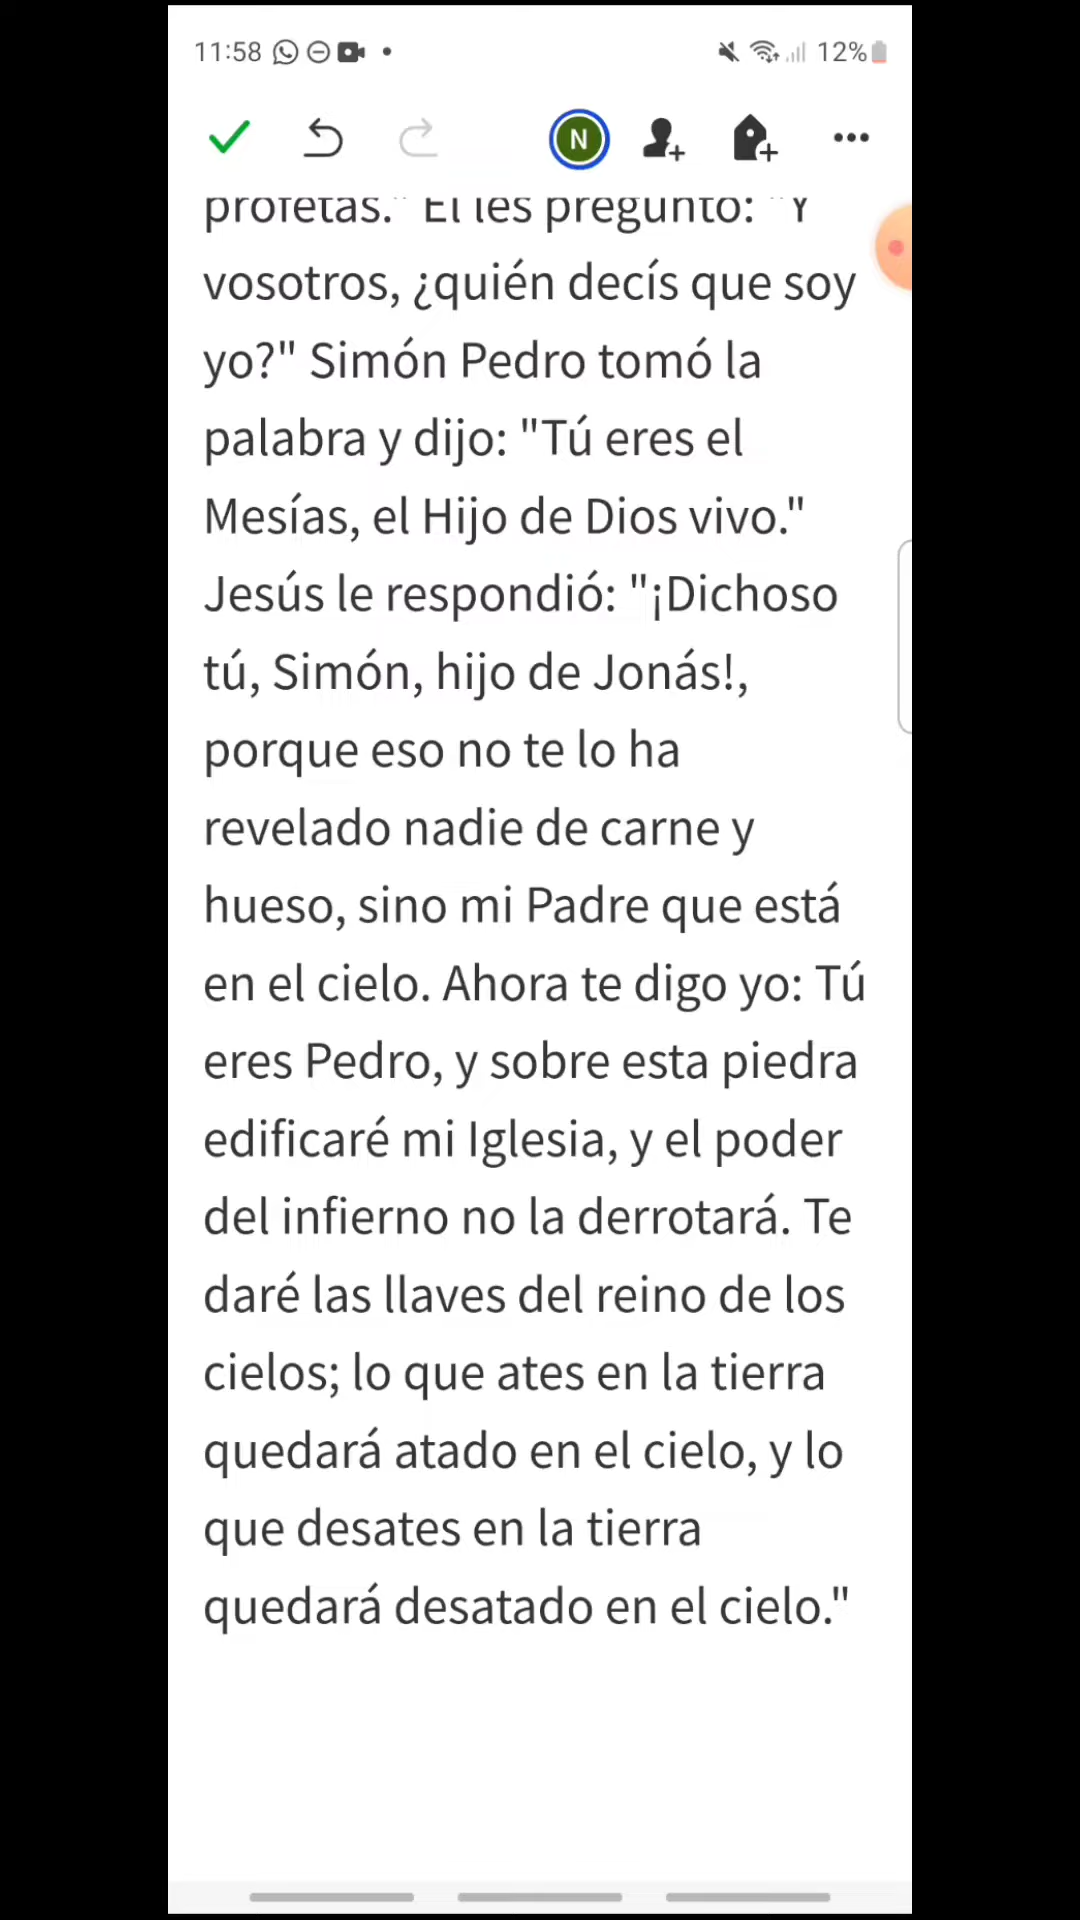 11:58 12%
N
profetas." Él les preguntó: "Y
vosotros, ¿quién decís que soy
yo?" Simón Pedro tomó la
palabra y dijo: "Tú eres el
Mesías, el Hijo de Dios vivo."
Jesús le respondió: "¡Dichoso
tú, Simón, hijo de Jonás!,
porque eso no te lo ha
revelado nadie de carne y
hueso, sino mi Padre que está
en el cielo. Ahora te digo yo: Tú
eres Pedro, y sobre esta piedra
edificaré mi Iglesia, y el poder
del infierno no la derrotará. Te
daré las llaves del reino de los
cielos; lo que ates en la tierra
quedará atado en el cielo, y lo
que desates en la tierra
quedará desatado en el cielo."